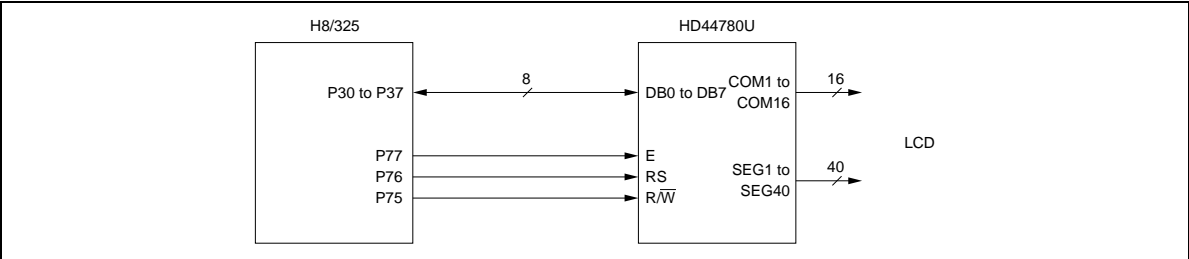 H8/325
HD44780U
P30 to P37
8
DB0 to DB7
COM1 to
COM16
16
P77
E
P76
RS
P75
R/W̅
SEG1 to
SEG40
40
LCD